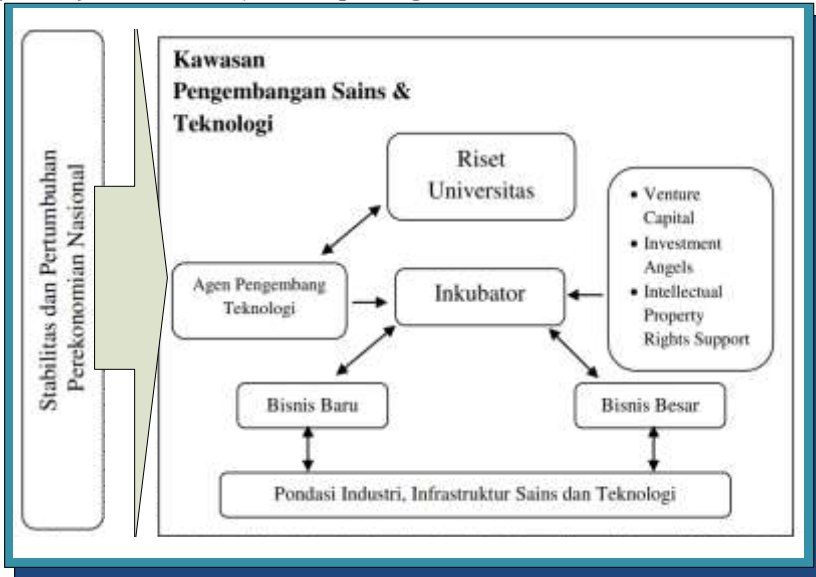 Stabilitas dan Pertumbuhan
Perekonomian Nasional
Kawasan
Pengembangan Sains &
Teknologi
Riset
Universitas
• Venture
Capital
• Investment
Angels
• Intellectual
Property
Rights Support
Agen Pengembang
Teknologi
Inkubator
Bisnis Baru
Bisnis Besar
Pondasi Industri, Infrastruktur Sains dan Teknologi